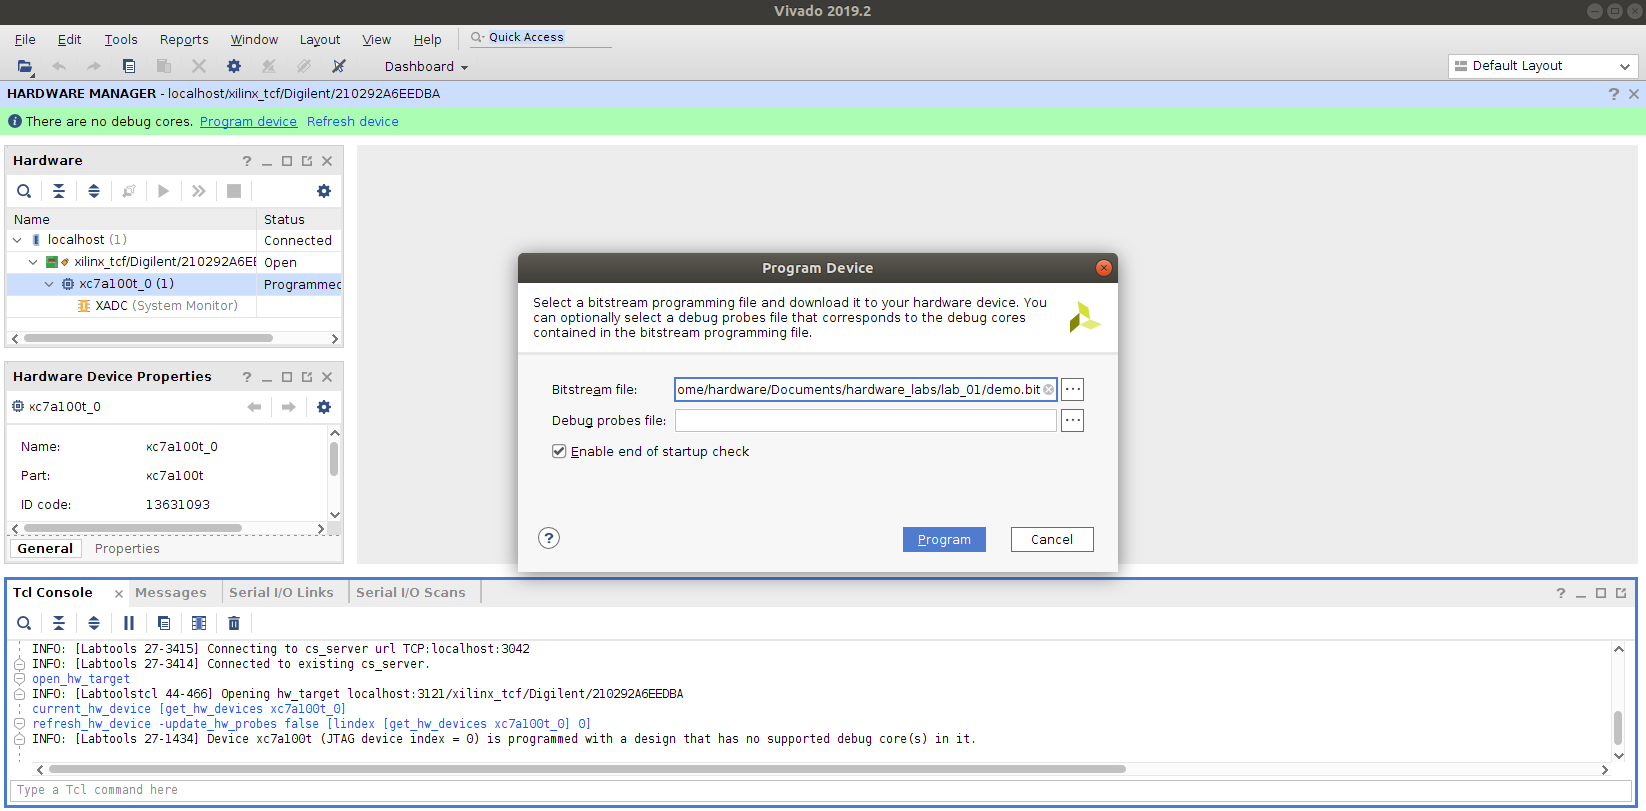 Vivado 2019.2
File Edit Tools Reports Window Layout View Help Quick Access
Dashboard Default Layout
HARDWARE MANAGER - localhost/xilinx_tcf/Digilent/210292A6EEDBA ?
There are no debug cores. Program device Refresh device
Hardware ?
Name Status
localhost (1) Connected
xilinx_tcf/Digilent/210292A6EE Open
xc7a100t_0 (1) Programmed
XADC (System Monitor)
Hardware Device Properties ?
xc7a100t_0
Name: xc7a100t_0
Part: xc7a100t
ID code: 13631093
General Properties
Program Device
Select a bitstream programming file and download it to your hardware device. You
can optionally select a debug probes file that corresponds to the debug cores
contained in the bitstream programming file.
Bitstream file: ome/hardware/Documents/hardware_labs/lab_01/demo.bit ...
Debug probes file: ...
Enable end of startup check
? Program Cancel
Tcl Console Messages Serial I/O Links Serial I/O Scans ?
INFO: [Labtools 27-3415] Connecting to cs_server url TCP:localhost:3042
INFO: [Labtools 27-3414] Connected to existing cs_server.
open_hw_target
INFO: [Labtoolstcl 44-466] Opening hw_target localhost:3121/xilinx_tcf/Digilent/210292A6EEDBA
current_hw_device [get_hw_devices xc7a100t_0]
refresh_hw_device -update_hw_probes false [lindex [get_hw_devices xc7a100t_0] 0]
INFO: [Labtools 27-1434] Device xc7a100t (JTAG device index = 0) is programmed with a design that has no supported debug core(s) in it.
Type a Tcl command here